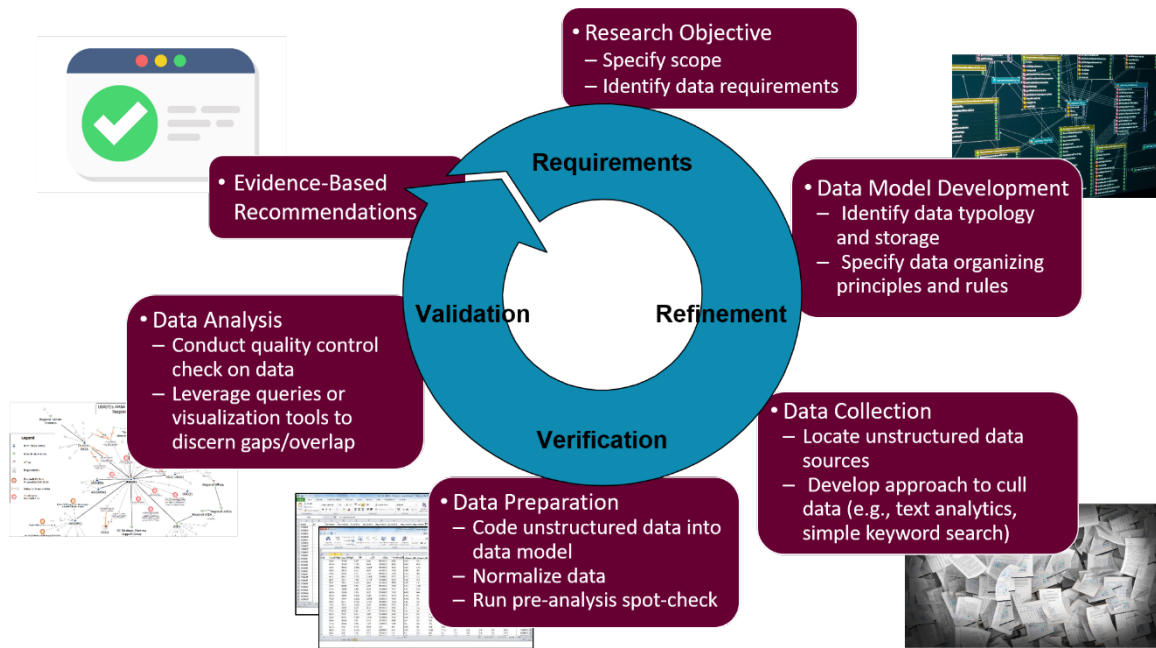 • Research Objective
– Specify scope
– Identify data requirements
Requirements
• Evidence-Based
Recommendations
• Data Model Development
– Identify data typology
and storage
– Specify data organizing
principles and rules
Validation
Refinement
• Data Analysis
– Conduct quality control
check on data
– Leverage queries or
visualization tools to
discern gaps/overlap
• Data Collection
– Locate unstructured data
sources
– Develop approach to cull
data (e.g., text analytics,
simple keyword search)
Verification
• Data Preparation
– Code unstructured data into
data model
– Normalize data
– Run pre-analysis spot-check
Legend